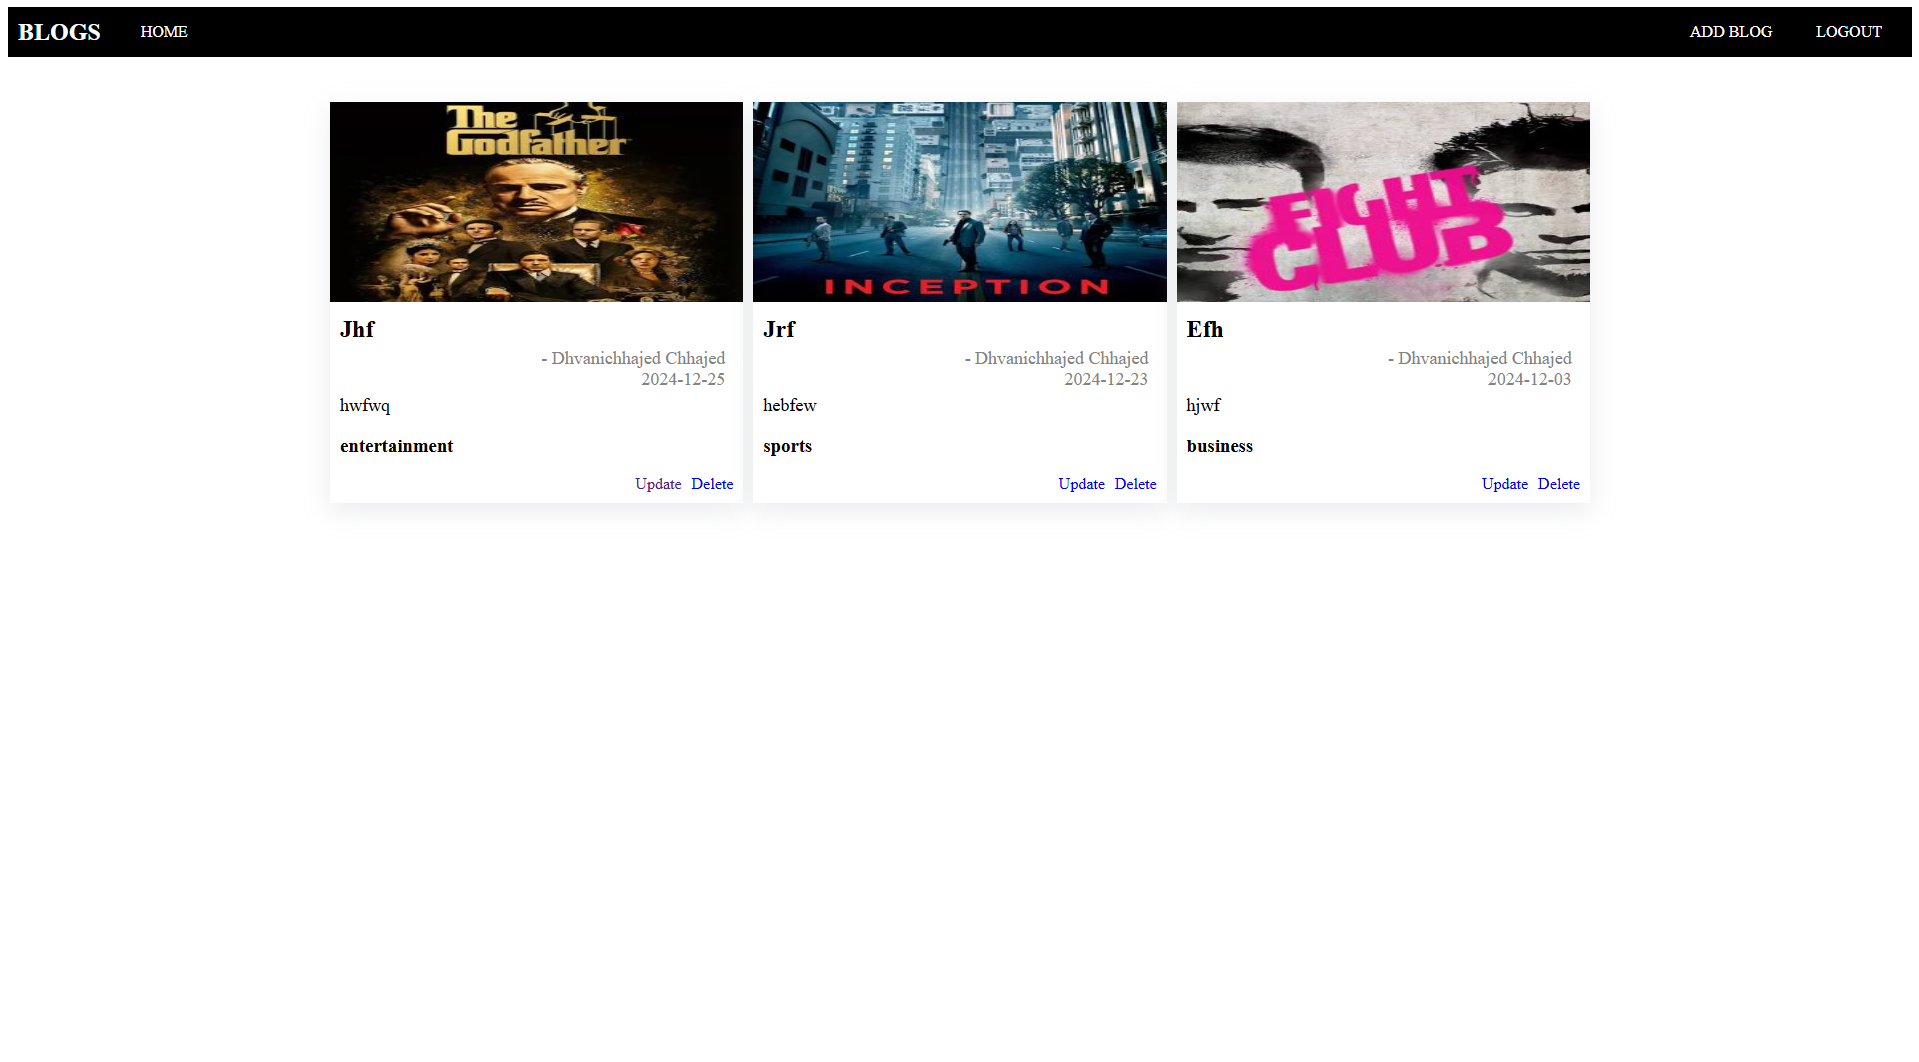 BLOGS HOME ADD BLOG LOGOUT
The
Godfather
Jhf
- Dhvanichhajed Chhajed
2024-12-25
hwfwq
entertainment
Update Delete
INCEPTION
Jrf
- Dhvanichhajed Chhajed
2024-12-23
hebfew
sports
Update Delete
FIGHT
CLUB
Efh
- Dhvanichhajed Chhajed
2024-12-03
hjwf
business
Update Delete